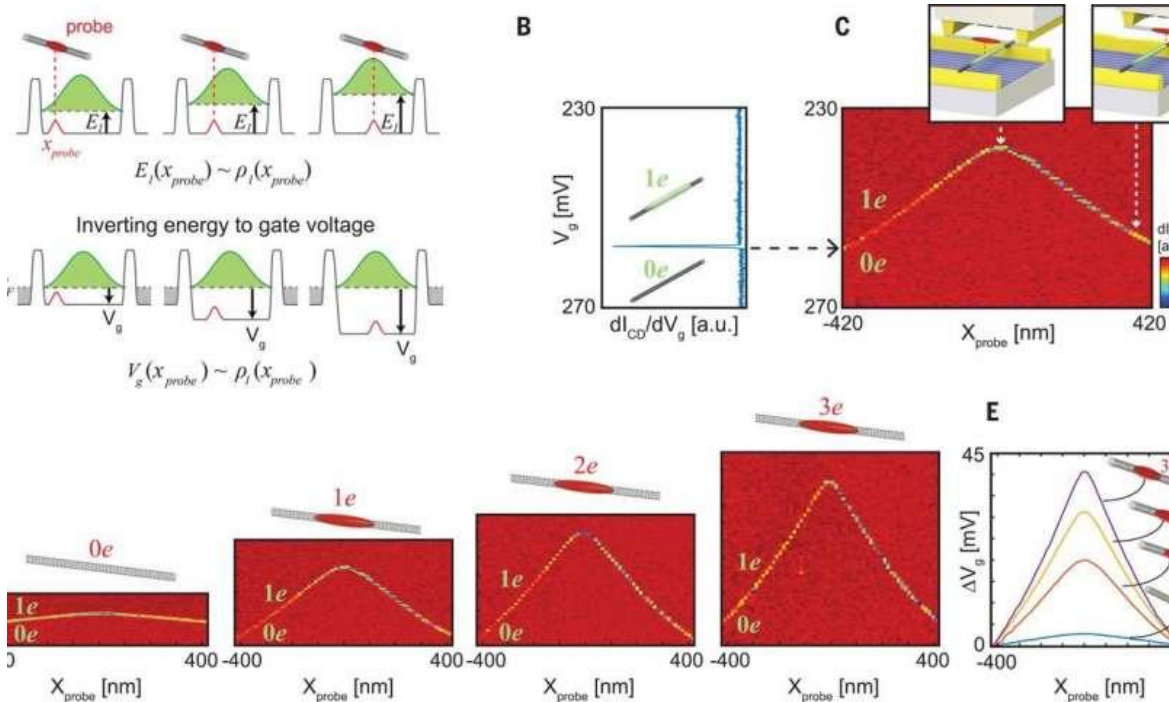 probe
E_l
E_l
E_l
x_probe
E_l(x_probe) ~ ρ_l(x_probe)
Inverting energy to gate voltage
V_g
V_g
V_g
V_g(x_probe) ~ ρ_l(x_probe)
B
230
V_g [mV]
1e
0e
270
dI_CD/dV_g [a.u.]
C
230
1e
0e
270
-420
420
X_probe [nm]
dI
[a
0e
1e
0e
0
400
X_probe [nm]
1e
1e
0e
-400
400
X_probe [nm]
2e
1e
0e
-400
400
X_probe [nm]
3e
1e
0e
-400
400
X_probe [nm]
E
45
ΔV_g [mV]
0
-400
3
X_probe [nm]